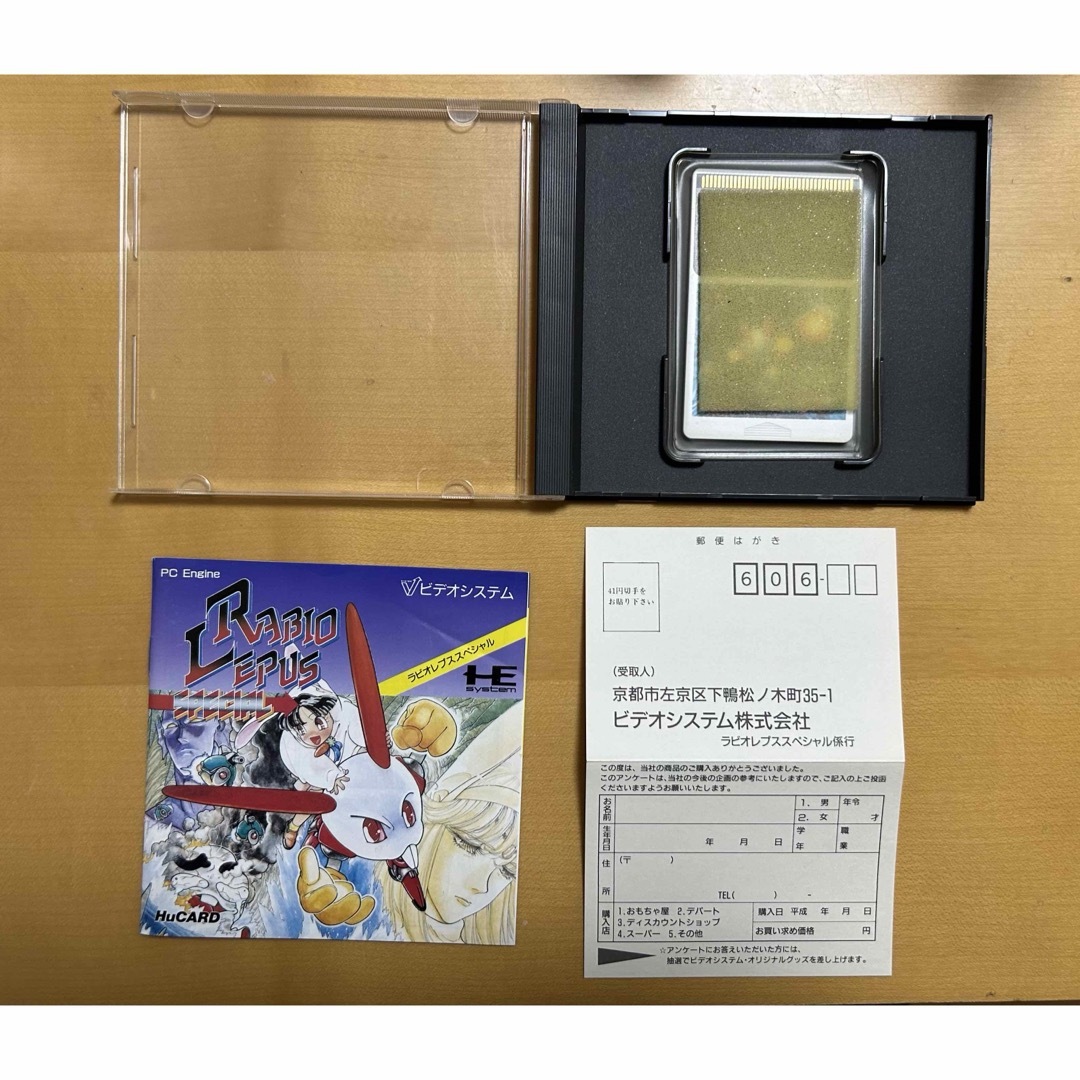 PC Engine
ビデオシステム
RABIO
LEPUS
SPECIAL
ラビオレプススペシャル
HE
system
HuCARD
郵便はがき
41円切手を
お貼り下さい
606-
(受取人)
京都市左京区下鴨松ノ木町35-1
ビデオシステム株式会社
ラビオレプススペシャル係行
この度は、当社の商品のご購入ありがとうございました。
このアンケートは、当社の今後の企画の参考にいたしますので、ご記入の上ご投函
くださいますようお願いいたします。
お名前
1. 男
2. 女
年令
才
生年月日
年 月 日
学年
職業
住所
(〒 )
TEL( ) -
購入店
1.おもちゃ屋 2.デパート
3.ディスカウントショップ
4.スーパー 5.その他
購入日 平成 年 月 日
お買い求め価格 円
☆アンケートにお答えいただいた方には、
抽選でビデオシステム・オリジナルグッズを差し上げます。